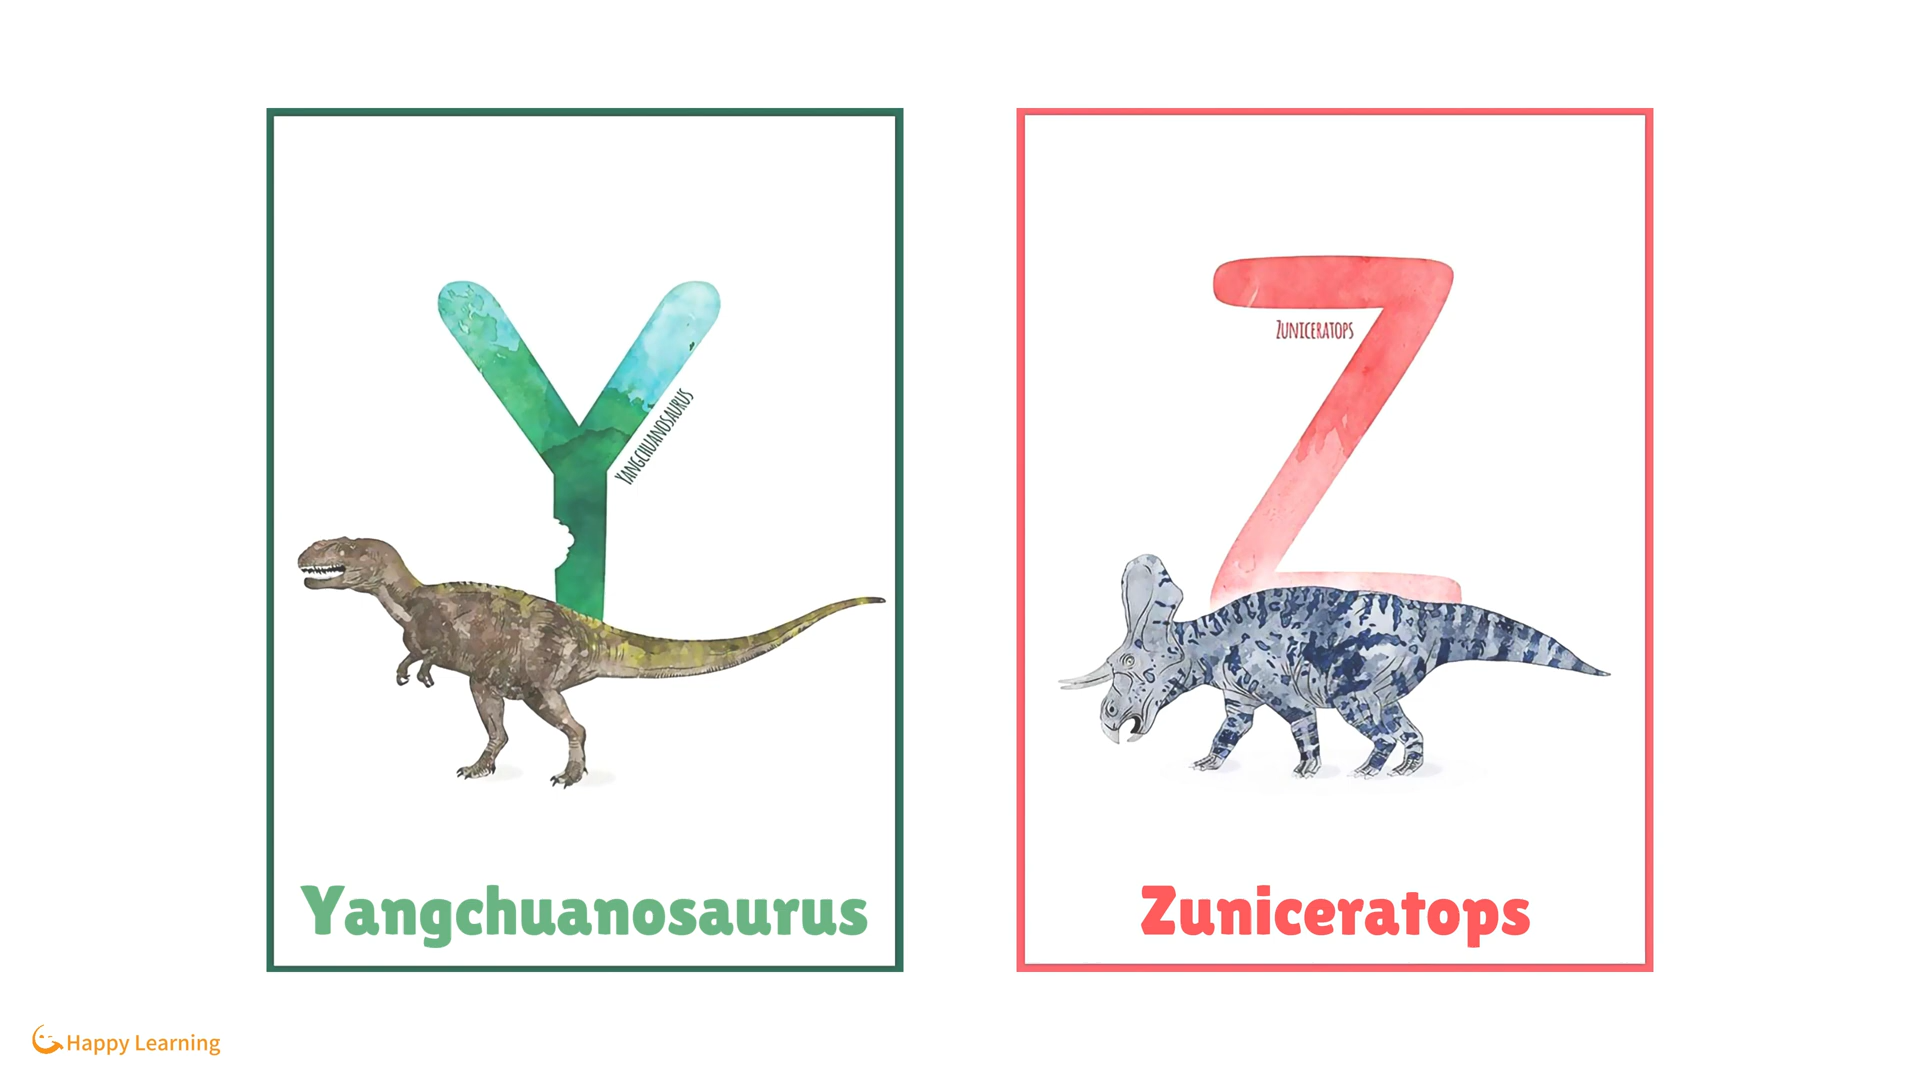 Y
YANGCHUANOSAURUS
Yangchuanosaurus
Z
ZUNICERATOPS
Zuniceratops
Happy Learning